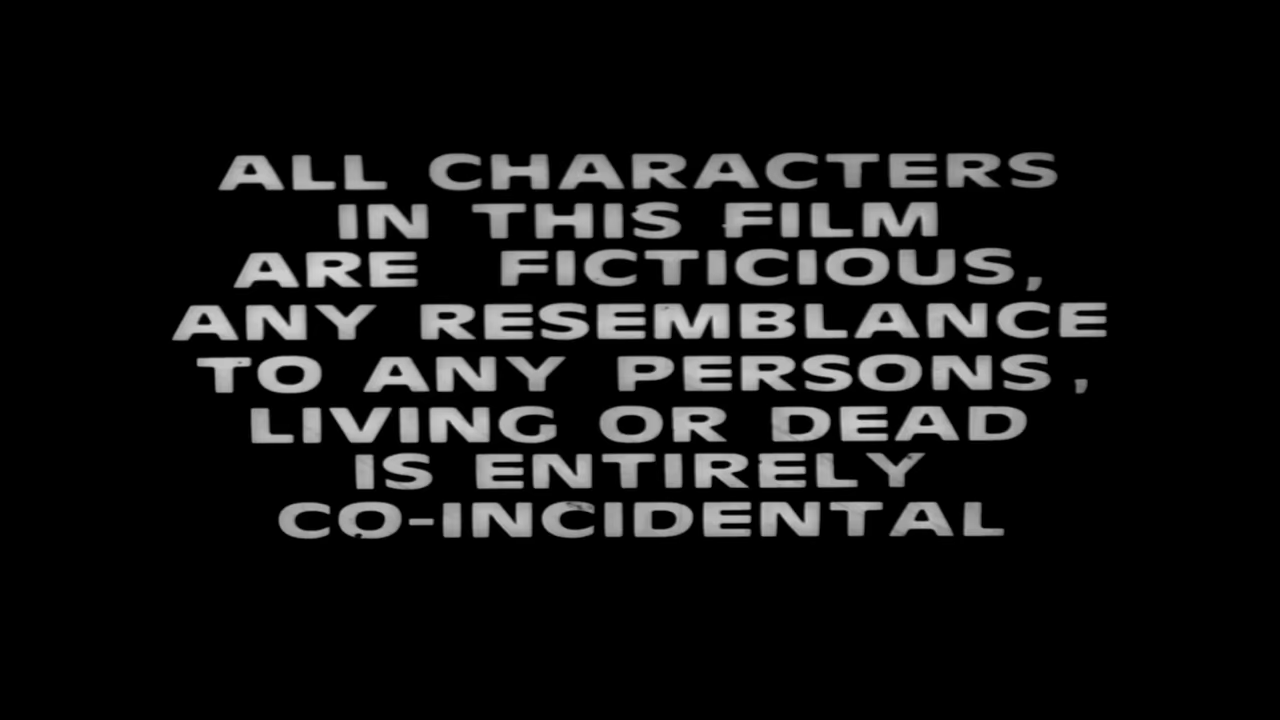 ALL CHARACTERS
IN THIS FILM
ARE FICTICIOUS,
ANY RESEMBLANCE
TO ANY PERSONS,
LIVING OR DEAD
IS ENTIRELY
CO-INCIDENTAL